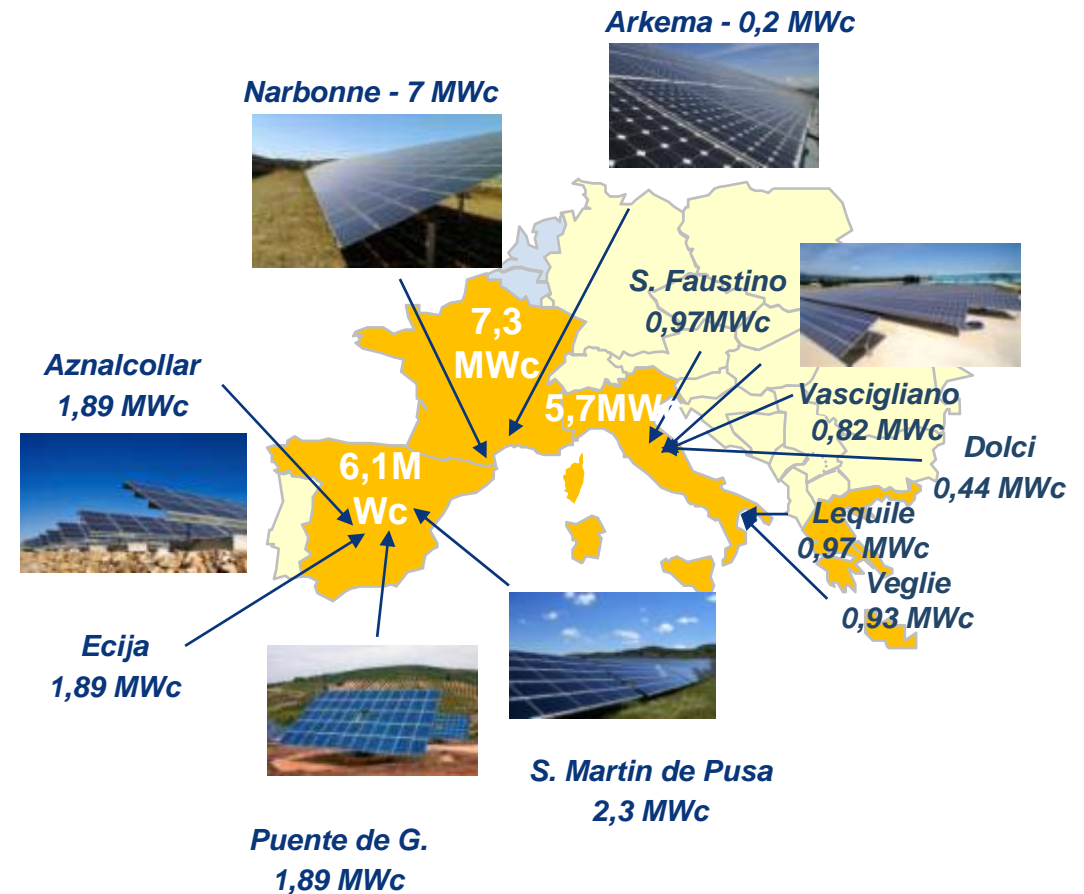 Arkema - 0,2 MWc
Narbonne - 7 MWc
S. Faustino
0,97MWc
7,3
MWc
Aznalcollar
1,89 MWc
5,7MWc
Vascigliano
0,82 MWc
Dolci
0,44 MWc
6,1M
Wc
Lequile
0,97 MWc
Veglie
0,93 MWc
Ecija
1,89 MWc
S. Martin de Pusa
2,3 MWc
Puente de G.
1,89 MWc